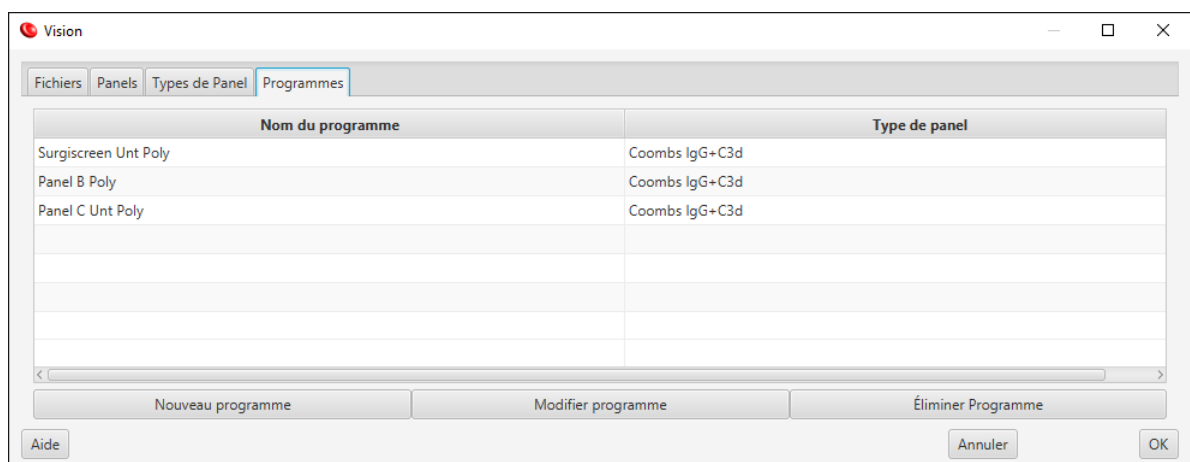 Vision
Fichiers Panels Types de Panel Programmes
Nom du programme Type de panel
Surgiscreen Unt Poly Coombs IgG+C3d
Panel B Poly Coombs IgG+C3d
Panel C Unt Poly Coombs IgG+C3d
Nouveau programme Modifier programme Éliminer Programme
Aide Annuler OK